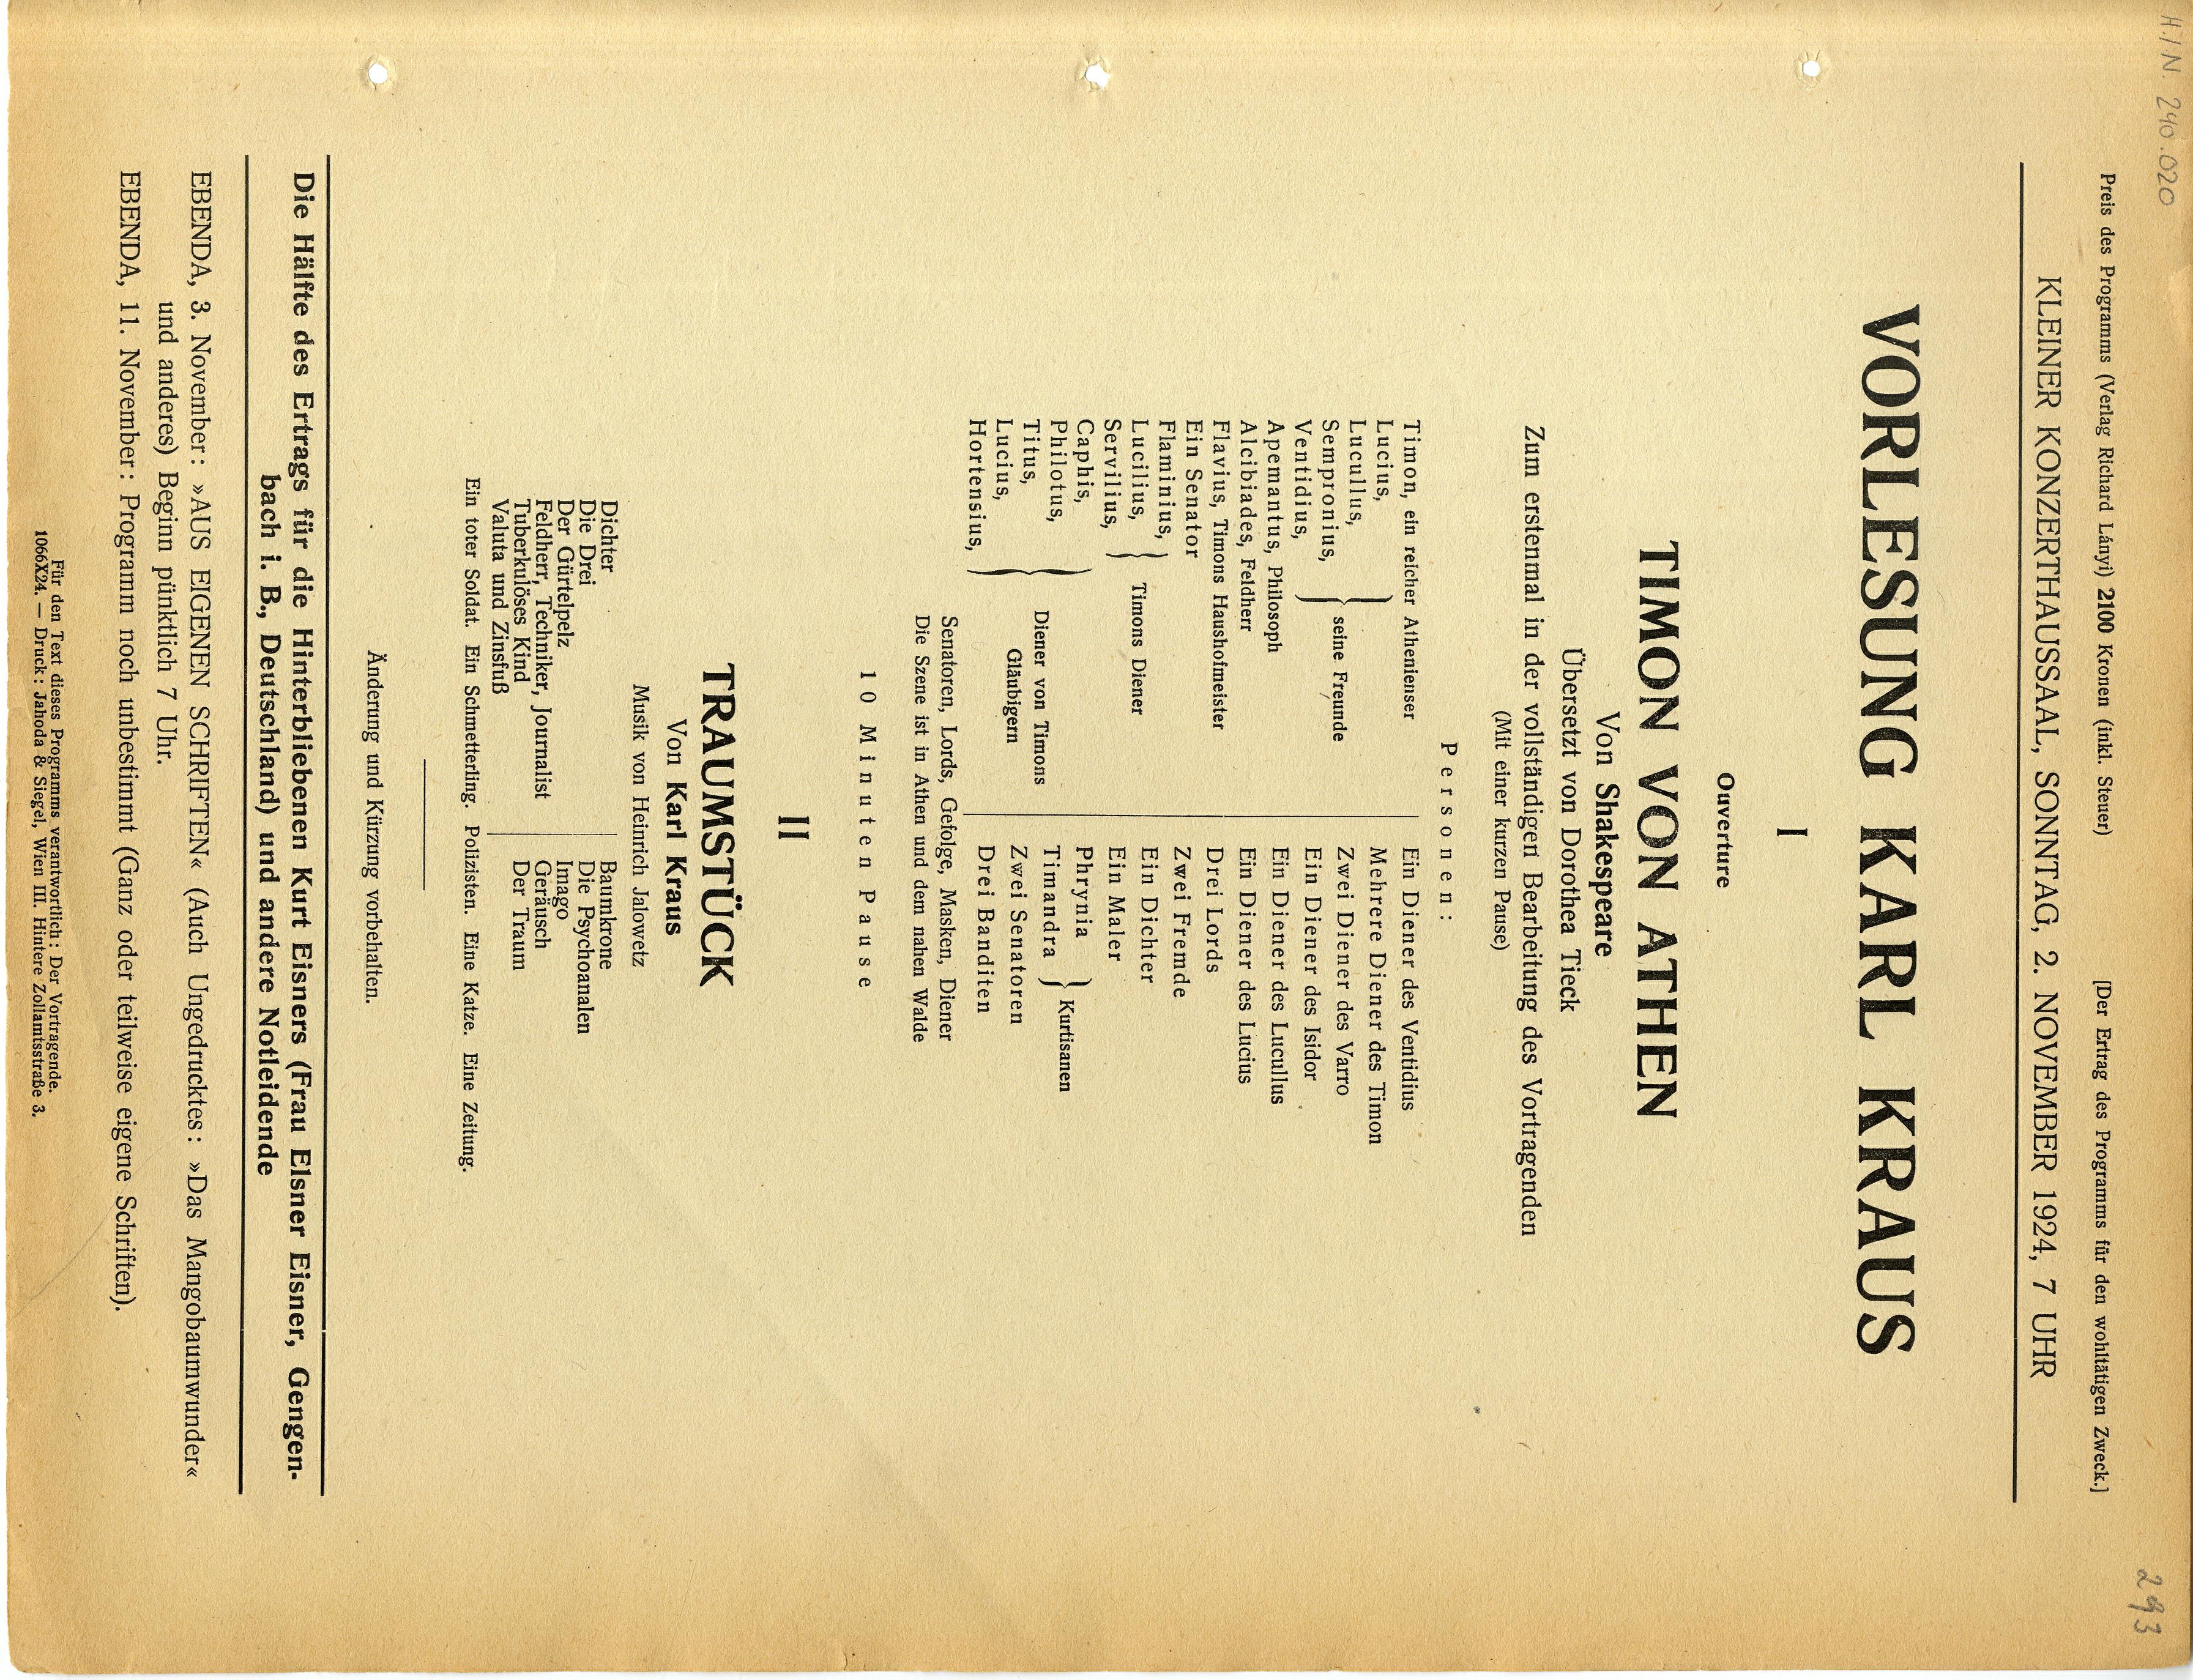 H.I N. 240.020
293
Preis des Programms (Verlag Richard Lányi) 2100 Kronen (inkl. Steuer) [Der Ertrag des Programms für den wohltätigen Zweck.]
KLEINER KONZERTHAUSSAAL, SONNTAG, 2. NOVEMBER 1924, 7 UHR
VORLESUNG KARL KRAUS
I
Ouverture
TIMON VON ATHEN
Von Shakespeare
Übersetzt von Dorothea Tieck
Zum erstenmal in der vollständigen Bearbeitung des Vortragenden
(Mit einer kurzen Pause)
Personen:
Timon, ein reicher Athenienser
Lucius,
Lucullus,
Sempronius,
Ventidius,
seine Freunde
Apemantus, Philosoph
Alcibiades, Feldherr
Flavius, Timons Haushofmeister
Ein Senator
Flaminius,
Lucilius,
Servilius,
Timons Diener
Caphis,
Philotus,
Titus,
Lucius,
Hortensius,
Diener von Timons
Gläubigern
Ein Diener des Ventidius
Mehrere Diener des Timon
Zwei Diener des Varro
Ein Diener des Isidor
Ein Diener des Lucullus
Ein Diener des Lucius
Drei Lords
Zwei Fremde
Ein Dichter
Ein Maler
Phrynia
Timandra
Kurtisanen
Zwei Senatoren
Drei Banditen
Senatoren, Lords, Gefolge, Masken, Diener
Die Szene ist in Athen und dem nahen Walde
10 Minuten Pause
II
TRAUMSTÜCK
Von Karl Kraus
Musik von Heinrich Jalowetz
Dichter
Die Drei
Der Gürtelpelz
Feldherr, Techniker, Journalist
Tuberkulöses Kind
Valuta und Zinsfuß
Baumkrone
Die Psychoanalen
Imago
Geräusch
Der Traum
Ein toter Soldat. Ein Schmetterling. Polizisten. Eine Katze. Eine Zeitung.
Änderung und Kürzung vorbehalten.
Die Hälfte des Ertrags für die Hinterbliebenen Kurt Eisners (Frau Elsner Eisner, Gengen-
bach i. B., Deutschland) und andere Notleidende
EBENDA, 3. November: »AUS EIGENEN SCHRIFTEN« (Auch Ungedrucktes: »Das Mangobaumwunder«
und anderes) Beginn pünktlich 7 Uhr.
EBENDA, 11. November: Programm noch unbestimmt (Ganz oder teilweise eigene Schriften).
Für den Text dieses Programms verantwortlich: Der Vortragende.
1066X24. — Druck: Jahoda & Siegel, Wien III. Hintere Zollamtsstraße 3.